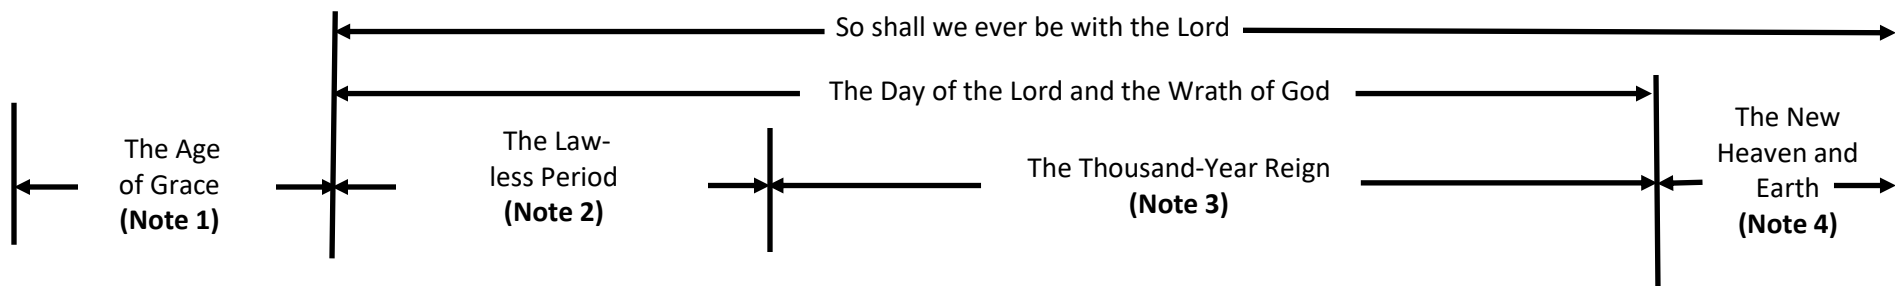 So shall we ever be with the Lord
The Day of the Lord and the Wrath of God
The Age
of Grace
(Note 1)
The Law-
less Period
(Note 2)
The Thousand-Year Reign
(Note 3)
The New
Heaven and
Earth
(Note 4)